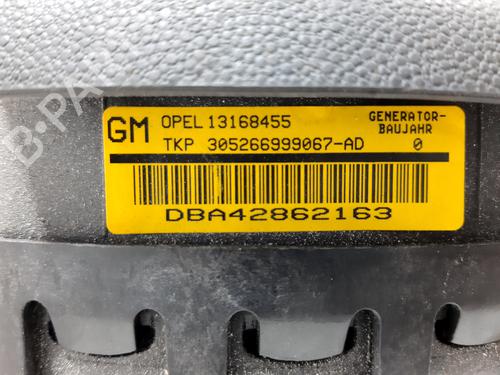 GM OPEL 13168455 GENERATOR-
BAUJAHR
TKP 305266999067-AD 0
DBA42862163
B-PARTS